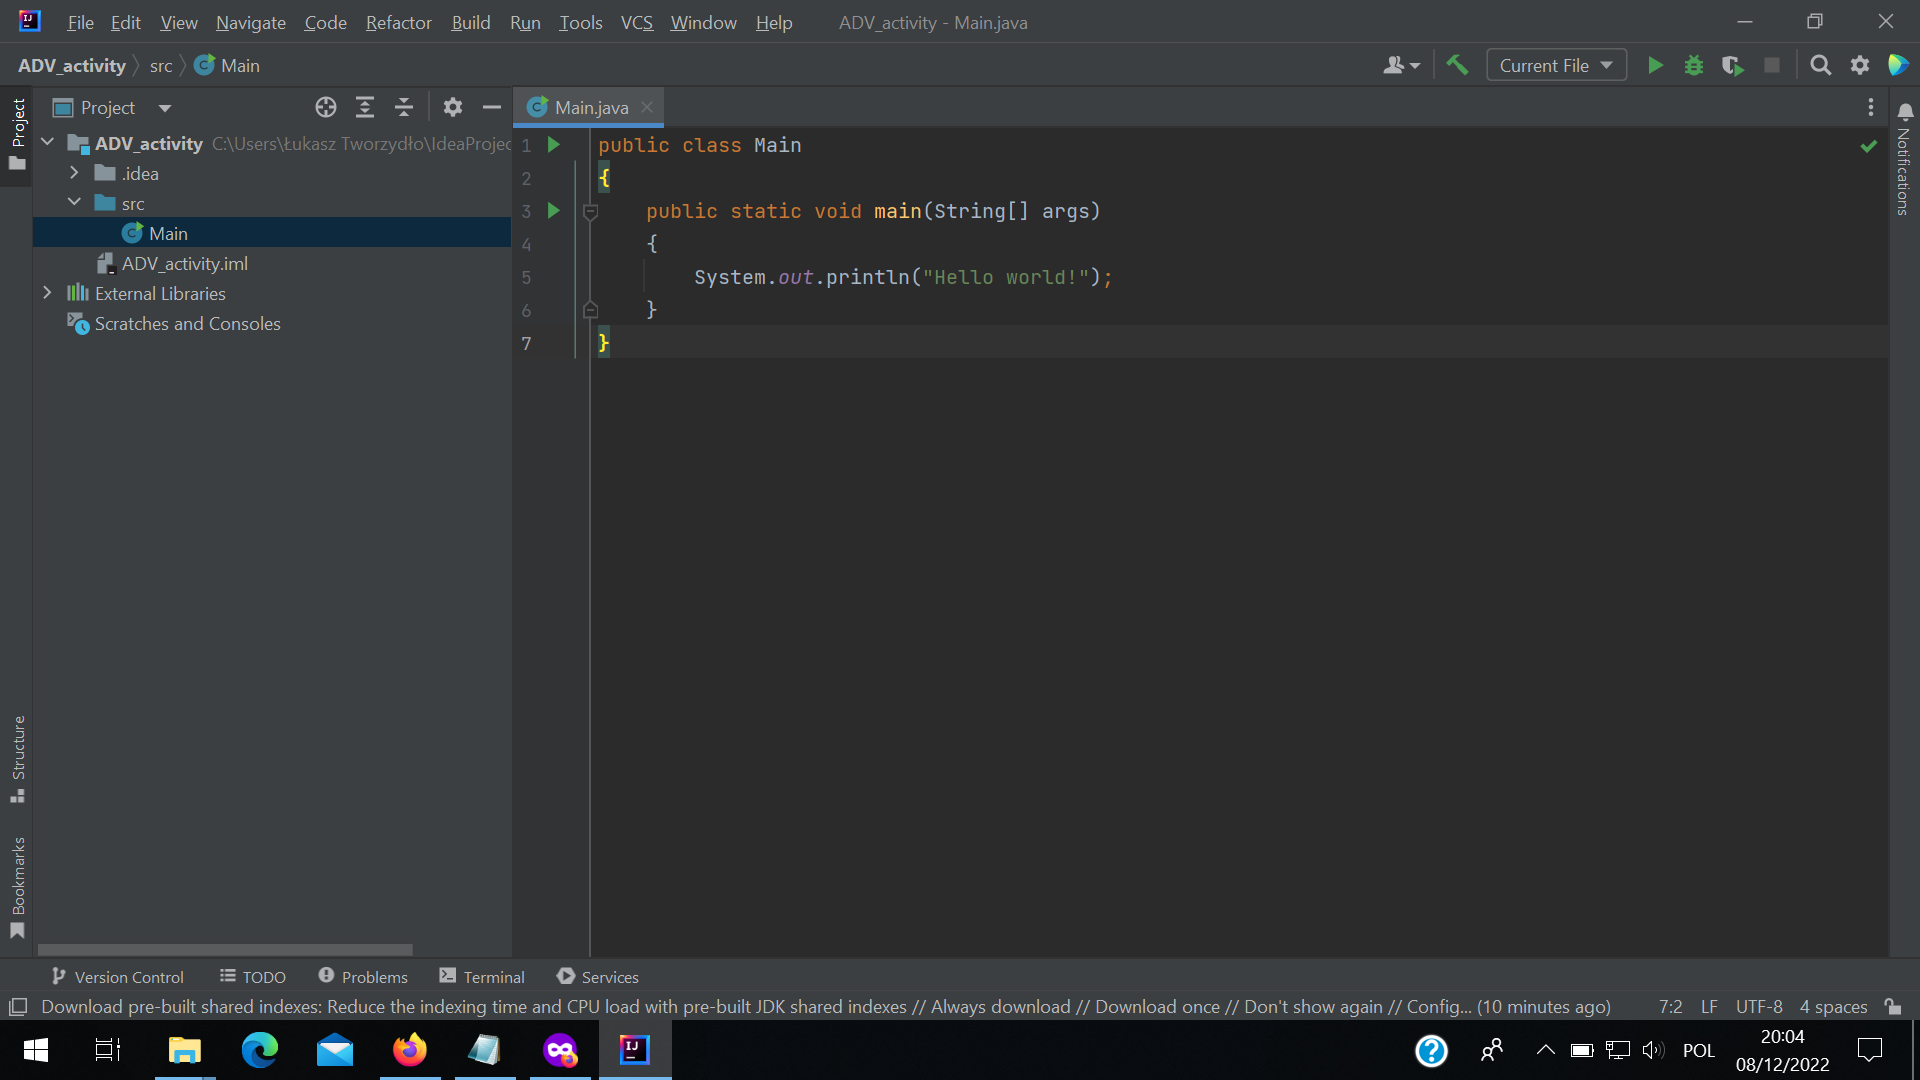 File Edit View Navigate Code Refactor Build Run Tools VCS Window Help ADV_activity - Main.java
ADV_activity src Main Current File
Project
Project
Main.java
ADV_activity C:\Users\Łukasz Tworzydło\IdeaProjec
.idea
src
Main
ADV_activity.iml
External Libraries
Scratches and Consoles
1 public class Main
2 {
3 public static void main(String[] args)
4 {
5 System.out.println("Hello world!");
6 }
7 }
Notifications
Structure
Bookmarks
Version Control TODO Problems Terminal Services
Download pre-built shared indexes: Reduce the indexing time and CPU load with pre-built JDK shared indexes // Always download // Download once // Don't show again // Config... (10 minutes ago) 7:2 LF UTF-8 4 spaces
POL
20:04
08/12/2022